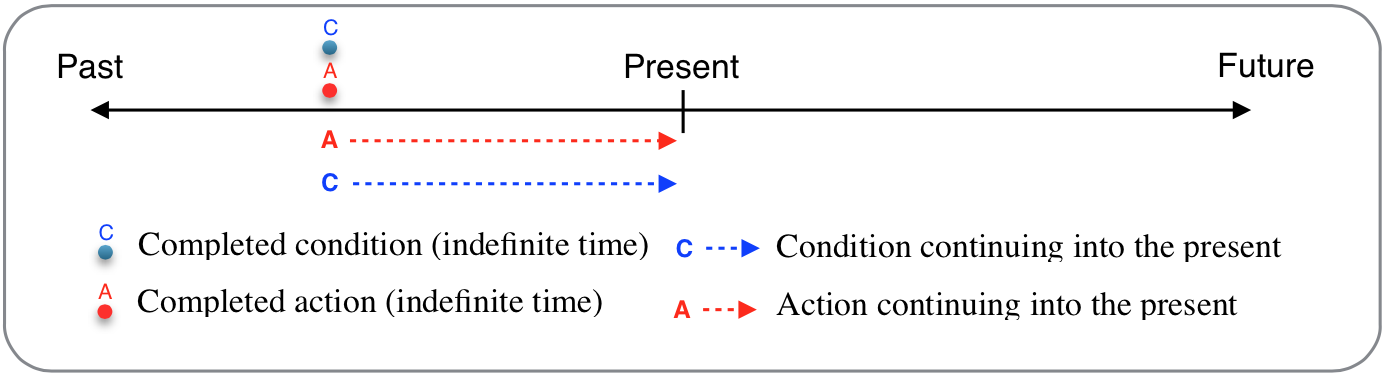 C
A
Past Present Future
A
C
C Completed condition (indefinite time) C Condition continuing into the present
A Completed action (indefinite time) A Action continuing into the present